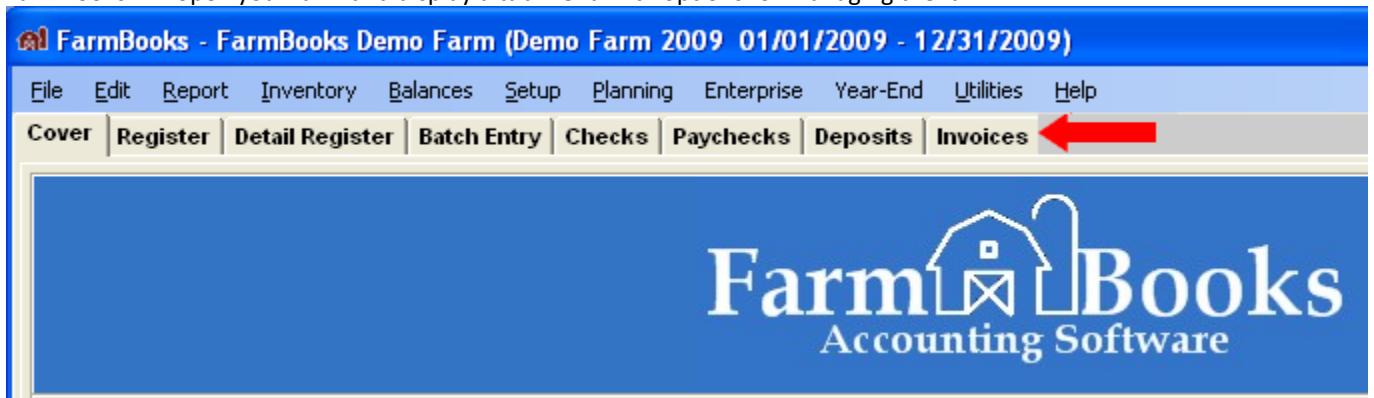 FarmBooks - FarmBooks Demo Farm (Demo Farm 2009 01/01/2009 - 12/31/2009)
File Edit Report Inventory Balances Setup Planning Enterprise Year-End Utilities Help
Cover Register Detail Register Batch Entry Checks Paychecks Deposits Invoices
Farm Books
Accounting Software